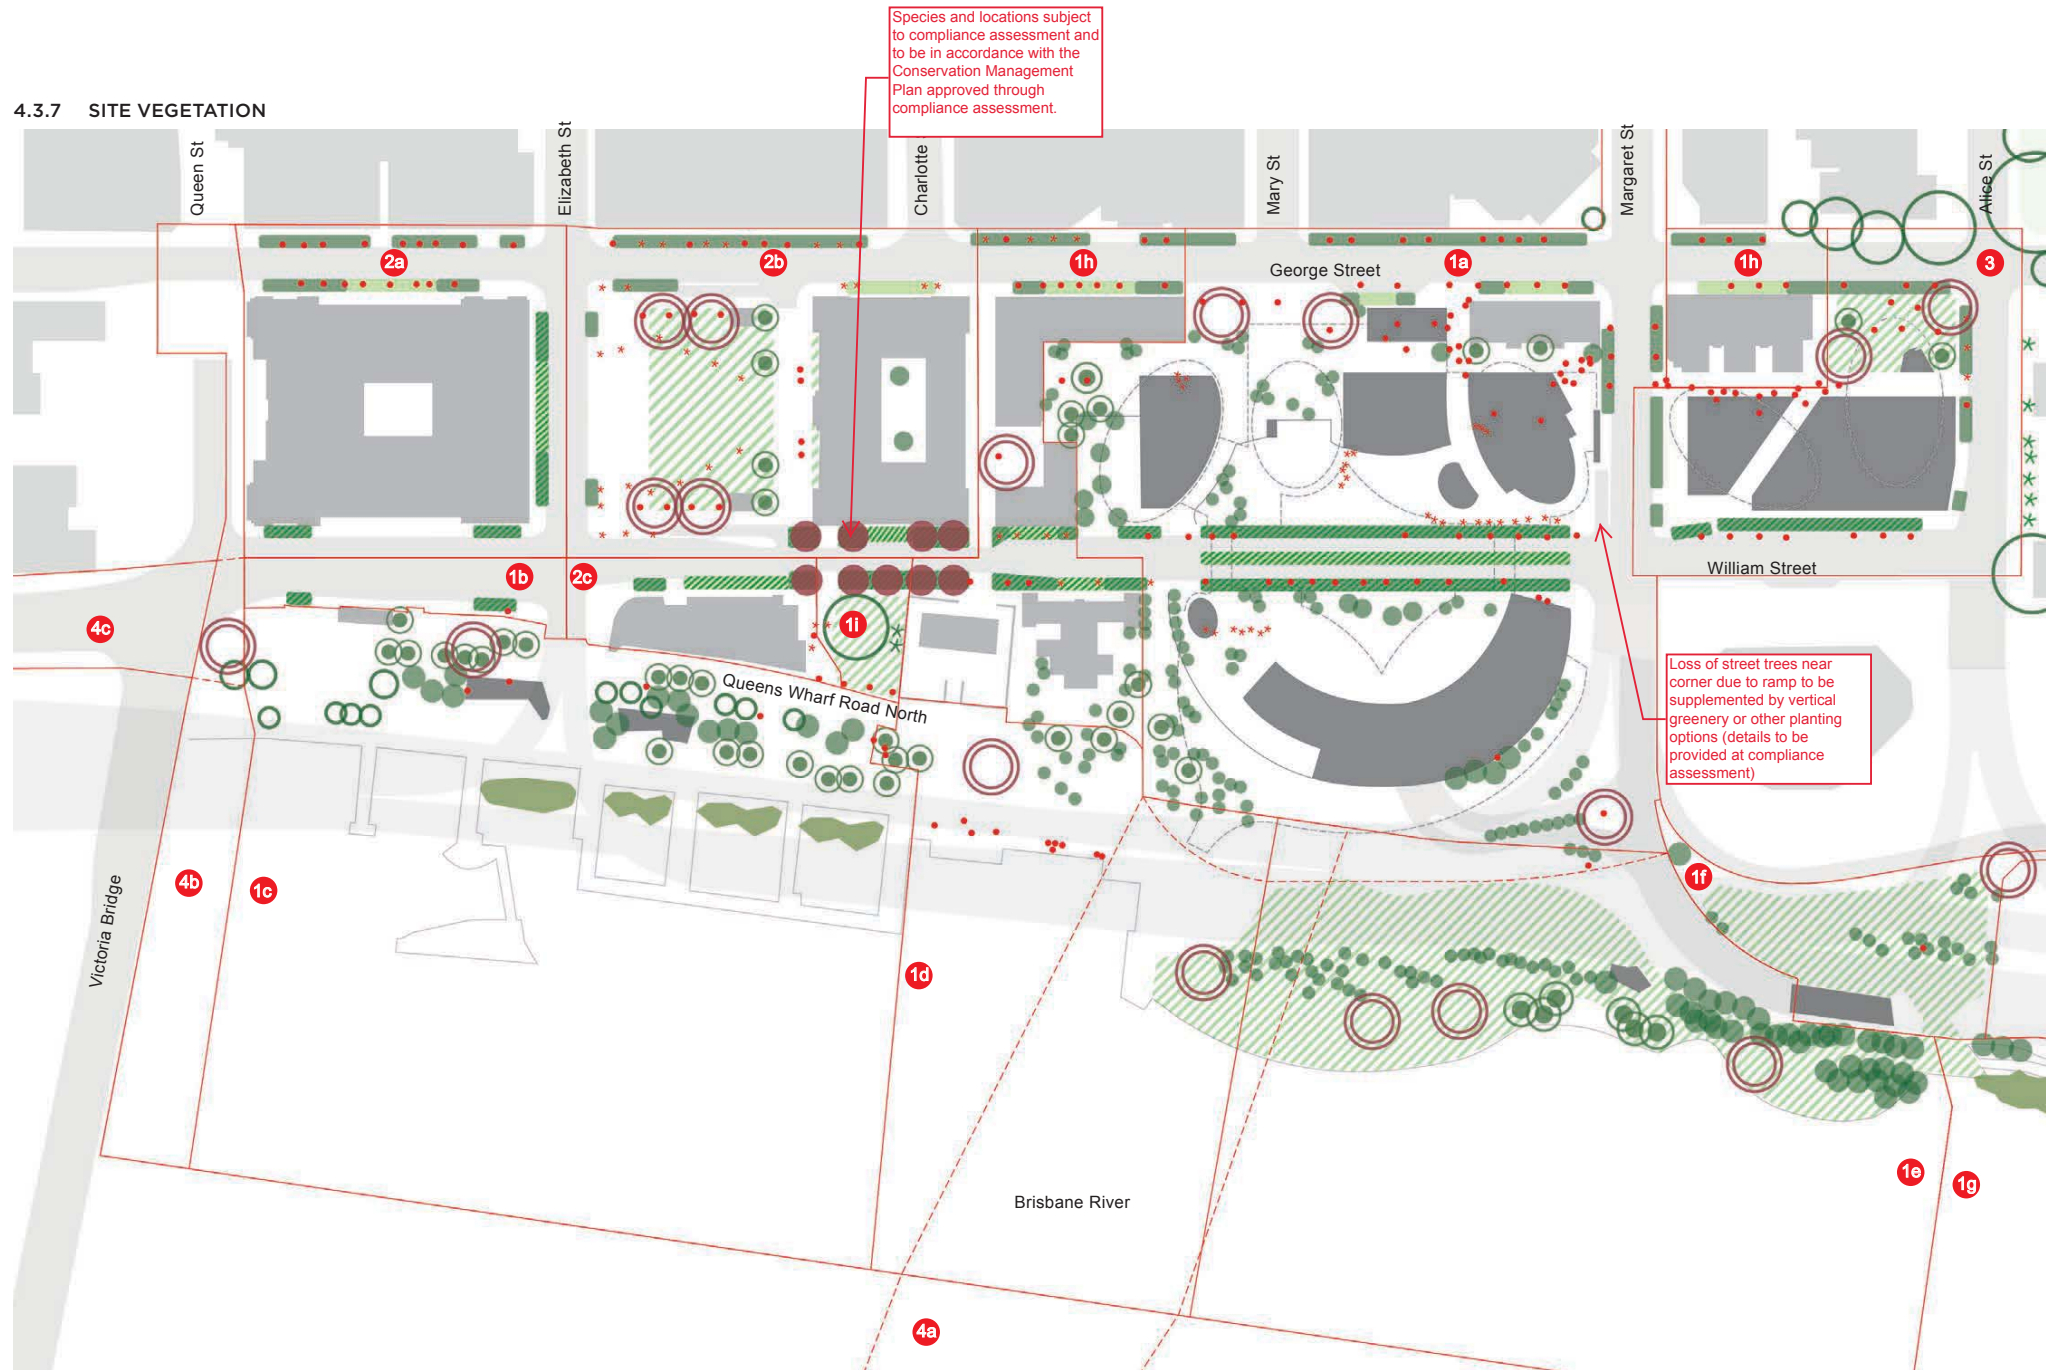 Species and locations subject
to compliance assessment and
to be in accordance with the
Conservation Management
Plan approved through
compliance assessment.
4.3.7 SITE VEGETATION
Queen St
Elizabeth St
Charlotte
Mary St
Margaret St
Alice St
2a
2b
1h
George Street
1a
1h
3
1b
2c
William Street
4c
1i
Queens Wharf Road North
Loss of street trees near
corner due to ramp to be
supplemented by vertical
greenery or other planting
options (details to be
provided at compliance
assessment)
Victoria Bridge
4b
1c
1f
1d
1e
1g
Brisbane River
4a